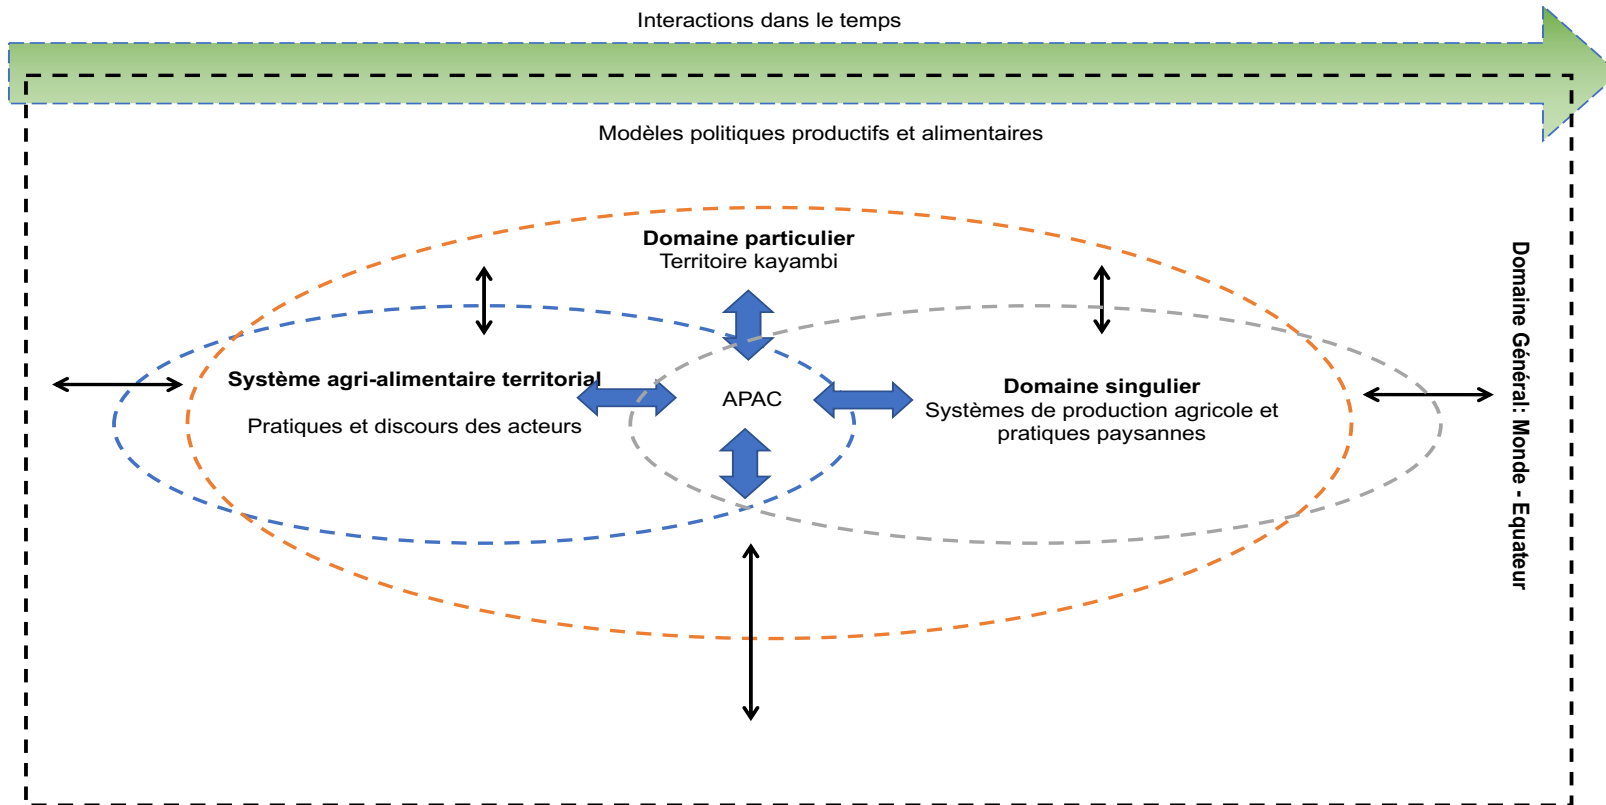 Interactions dans le temps
Modèles politiques productifs et alimentaires
Domaine particulier
Territoire kayambi
Système agri-alimentaire territorial
Pratiques et discours des acteurs
APAC
Domaine singulier
Systèmes de production agricole et
pratiques paysannes
Domaine Général: Monde - Equateur